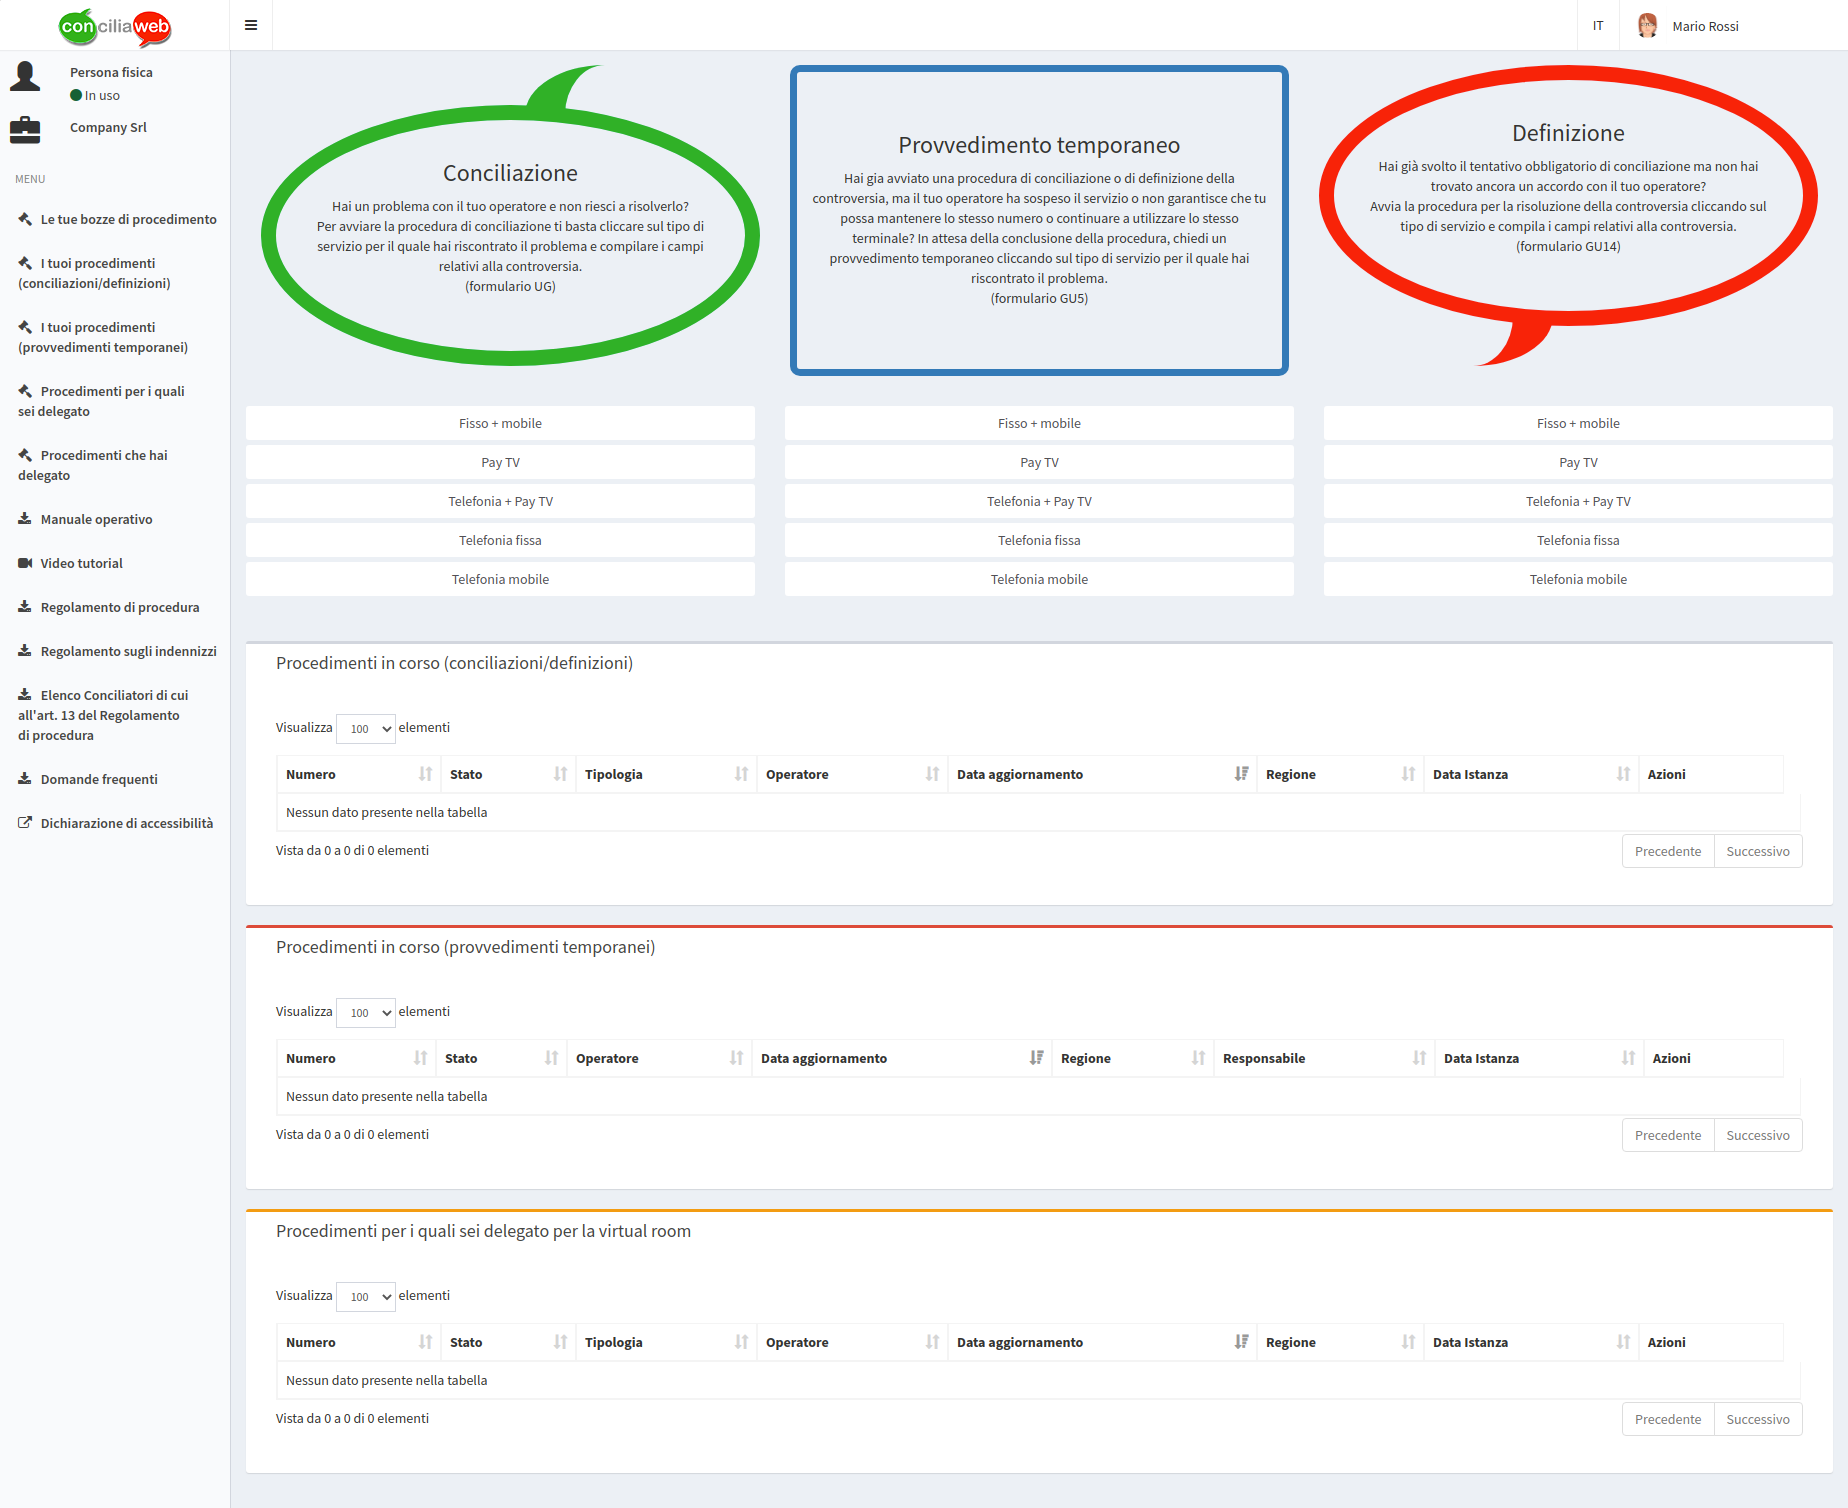 conciliaweb
IT
Mario Rossi
Persona fisica
In uso
Company Srl
MENU
Le tue bozze di procedimento
I tuoi procedimenti
(conciliazioni/definizioni)
I tuoi procedimenti
(provvedimenti temporanei)
Procedimenti per i quali
sei delegato
Procedimenti che hai
delegato
Manuale operativo
Video tutorial
Regolamento di procedura
Regolamento sugli indennizzi
Elenco Conciliatori di cui
all'art. 13 del Regolamento
di procedura
Domande frequenti
Dichiarazione di accessibilità
Conciliazione
Hai un problema con il tuo operatore e non riesci a risolverlo?
Per avviare la procedura di conciliazione ti basta cliccare sul tipo di
servizio per il quale hai riscontrato il problema e compilare i campi
relativi alla controversia.
(formulario UG)
Provvedimento temporaneo
Hai gia avviato una procedura di conciliazione o di definizione della
controversia, ma il tuo operatore ha sospeso il servizio o non garantisce che tu
possa mantenere lo stesso numero o continuare a utilizzare lo stesso
terminale? In attesa della conclusione della procedura, chiedi un
provvedimento temporaneo cliccando sul tipo di servizio per il quale hai
riscontrato il problema.
(formulario GU5)
Definizione
Hai già svolto il tentativo obbligatorio di conciliazione ma non hai
trovato ancora un accordo con il tuo operatore?
Avvia la procedura per la risoluzione della controversia cliccando sul
tipo di servizio e compila i campi relativi alla controversia.
(formulario GU14)
Fisso + mobile
Pay TV
Telefonia + Pay TV
Telefonia fissa
Telefonia mobile
Fisso + mobile
Pay TV
Telefonia + Pay TV
Telefonia fissa
Telefonia mobile
Fisso + mobile
Pay TV
Telefonia + Pay TV
Telefonia fissa
Telefonia mobile
Procedimenti in corso (conciliazioni/definizioni)
Visualizza 100 elementi
Numero Stato Tipologia Operatore Data aggiornamento Regione Data Istanza Azioni
Nessun dato presente nella tabella
Vista da 0 a 0 di 0 elementi
Precedente Successivo
Procedimenti in corso (provvedimenti temporanei)
Visualizza 100 elementi
Numero Stato Operatore Data aggiornamento Regione Responsabile Data Istanza Azioni
Nessun dato presente nella tabella
Vista da 0 a 0 di 0 elementi
Precedente Successivo
Procedimenti per i quali sei delegato per la virtual room
Visualizza 100 elementi
Numero Stato Tipologia Operatore Data aggiornamento Regione Data Istanza Azioni
Nessun dato presente nella tabella
Vista da 0 a 0 di 0 elementi
Precedente Successivo